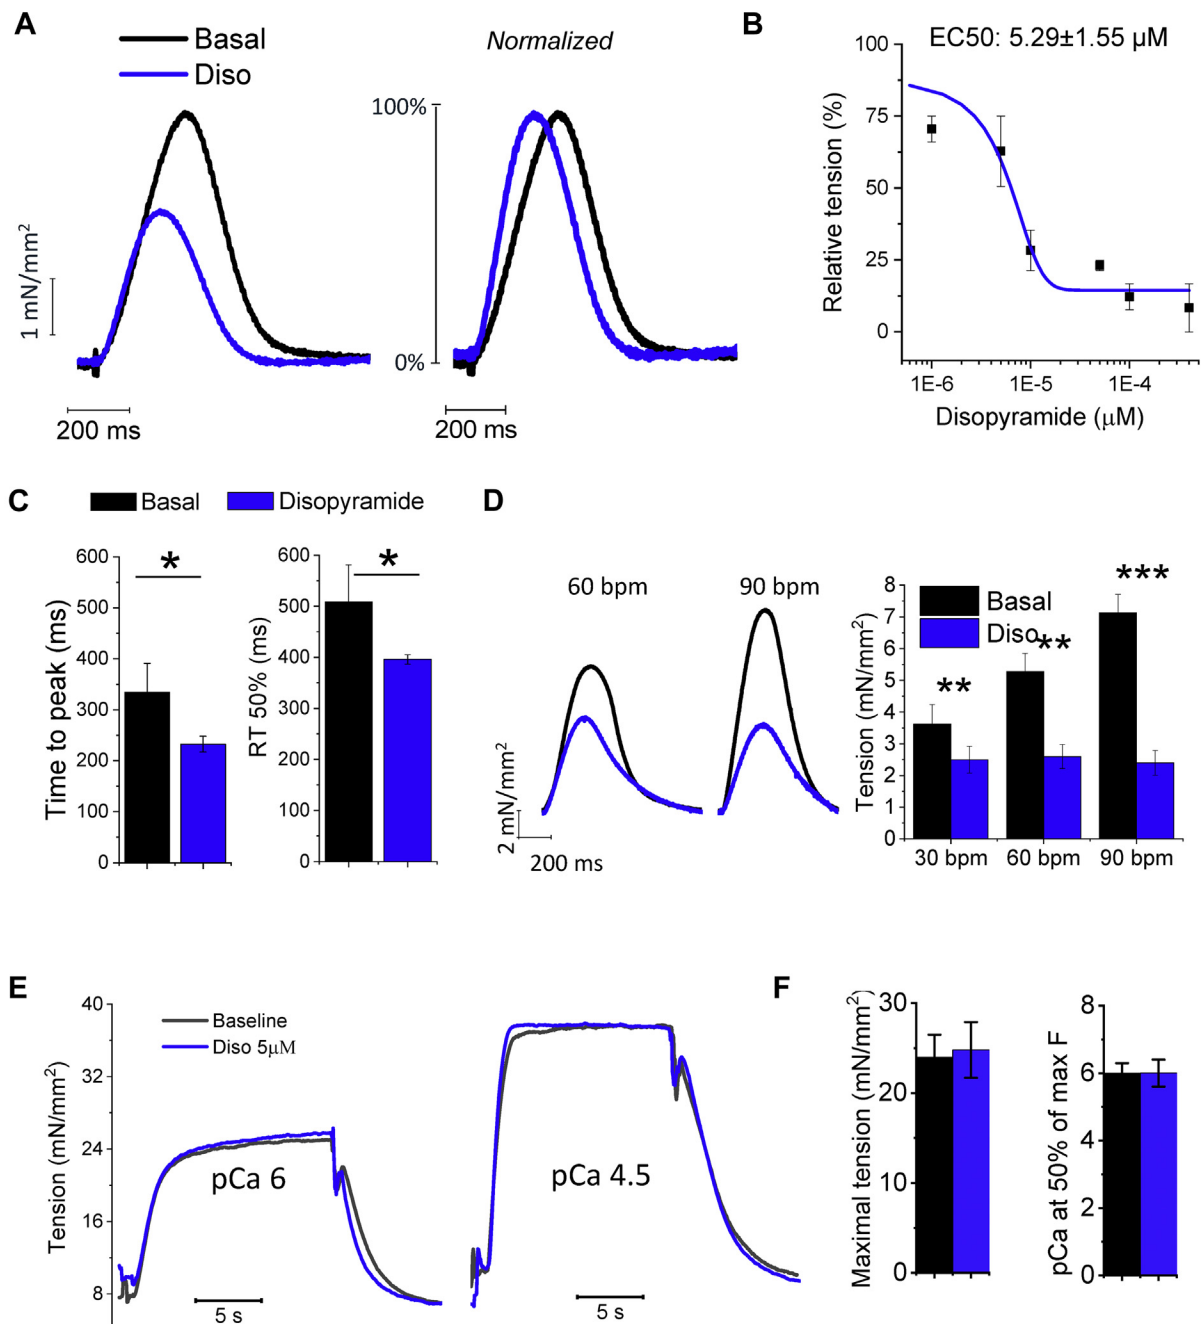 A
Basal
Diso
Normalized
100%
0%
1 mN/mm²
200 ms
200 ms
B
EC50: 5.29±1.55 µM
Relative tension (%)
100
75
50
25
0
1E-6
1E-5
1E-4
Disopyramide (µM)
C
Basal
Disopyramide
Time to peak (ms)
600
500
400
300
200
100
0
*
RT 50% (ms)
600
500
400
300
200
100
0
*
D
60 bpm
90 bpm
2 mN/mm²
200 ms
Tension (mN/mm²)
8
7
6
5
4
3
2
1
0
Basal
Diso
**
**
***
30 bpm
60 bpm
90 bpm
E
Tension (mN/mm²)
40
32
24
16
8
Baseline
Diso 5µM
pCa 6
pCa 4.5
5 s
5 s
F
Maximal tension (mN/mm²)
30
20
10
0
pCa at 50% of max F
8
6
4
2
0